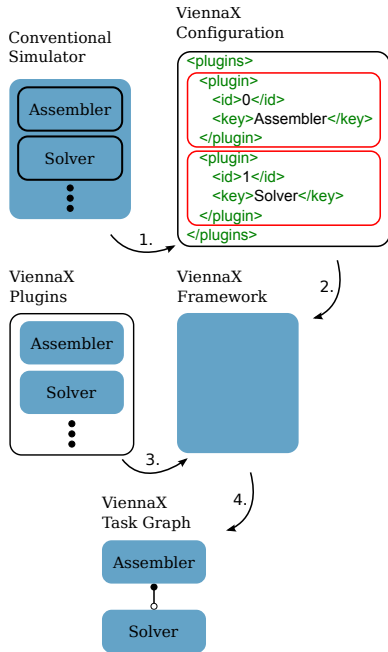 Conventional
Simulator
Assembler
Solver
ViennaX
Configuration
<plugins>
<plugin>
<id>0</id>
<key>Assembler</key>
</plugin>
<plugin>
<id>1</id>
<key>Solver</key>
</plugin>
</plugins>
1.
2.
ViennaX
Plugins
Assembler
Solver
ViennaX
Framework
3.
4.
ViennaX
Task Graph
Assembler
Solver